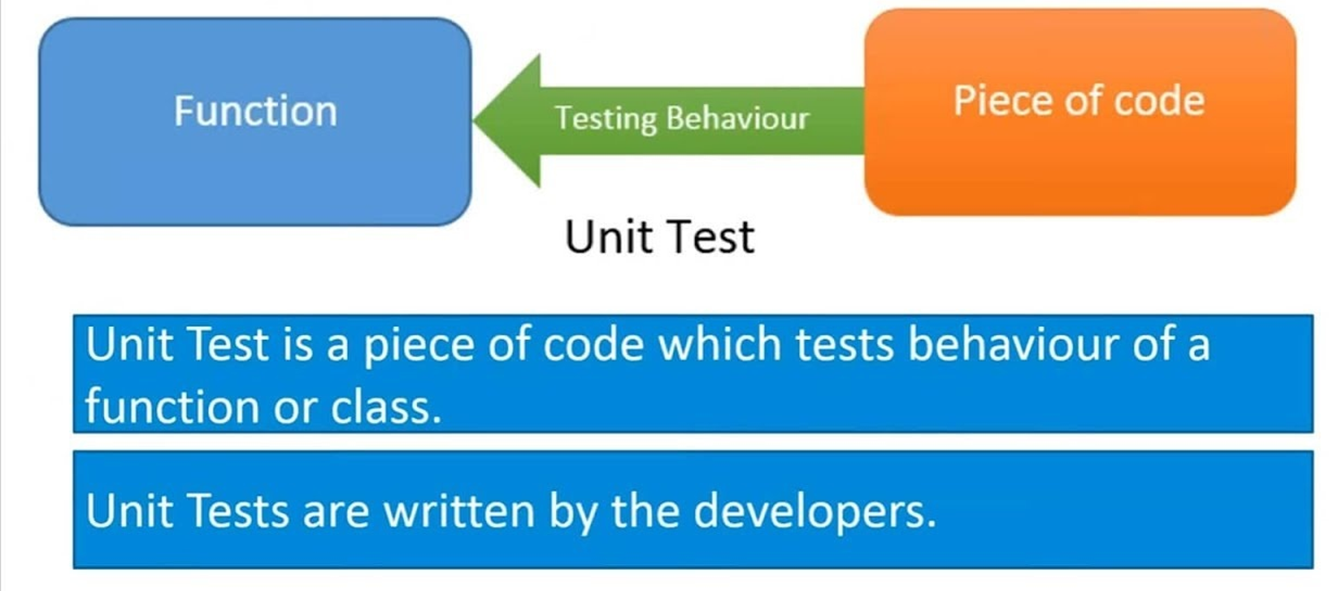 Function
Testing Behaviour
Piece of code
Unit Test
Unit Test is a piece of code which tests behaviour of a
function or class.
Unit Tests are written by the developers.